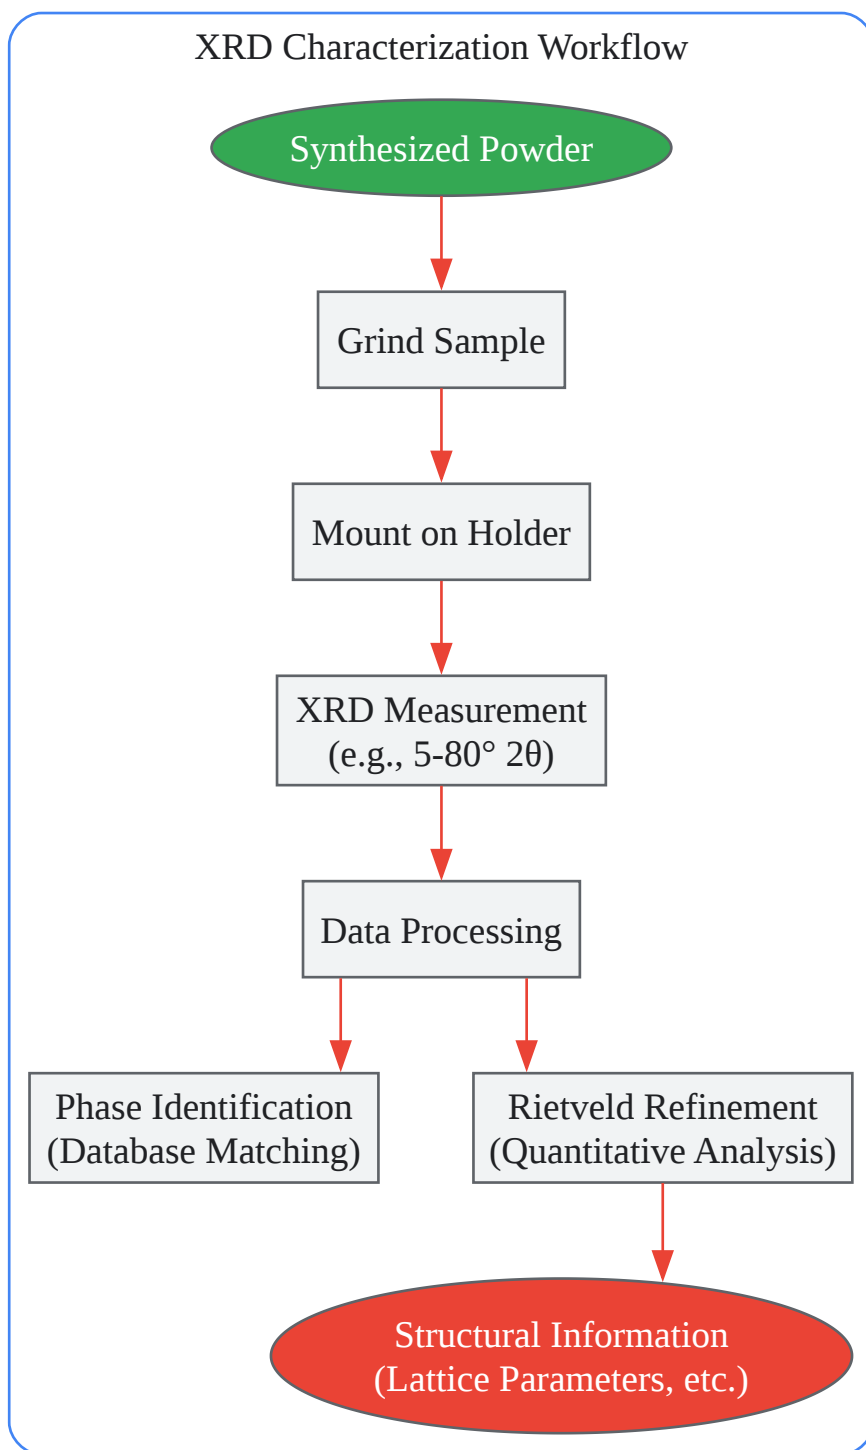 XRD Characterization Workflow
Synthesized Powder
Grind Sample
Mount on Holder
XRD Measurement
(e.g., 5-80° 2θ)
Data Processing
Phase Identification
(Database Matching)
Rietveld Refinement
(Quantitative Analysis)
Structural Information
(Lattice Parameters, etc.)